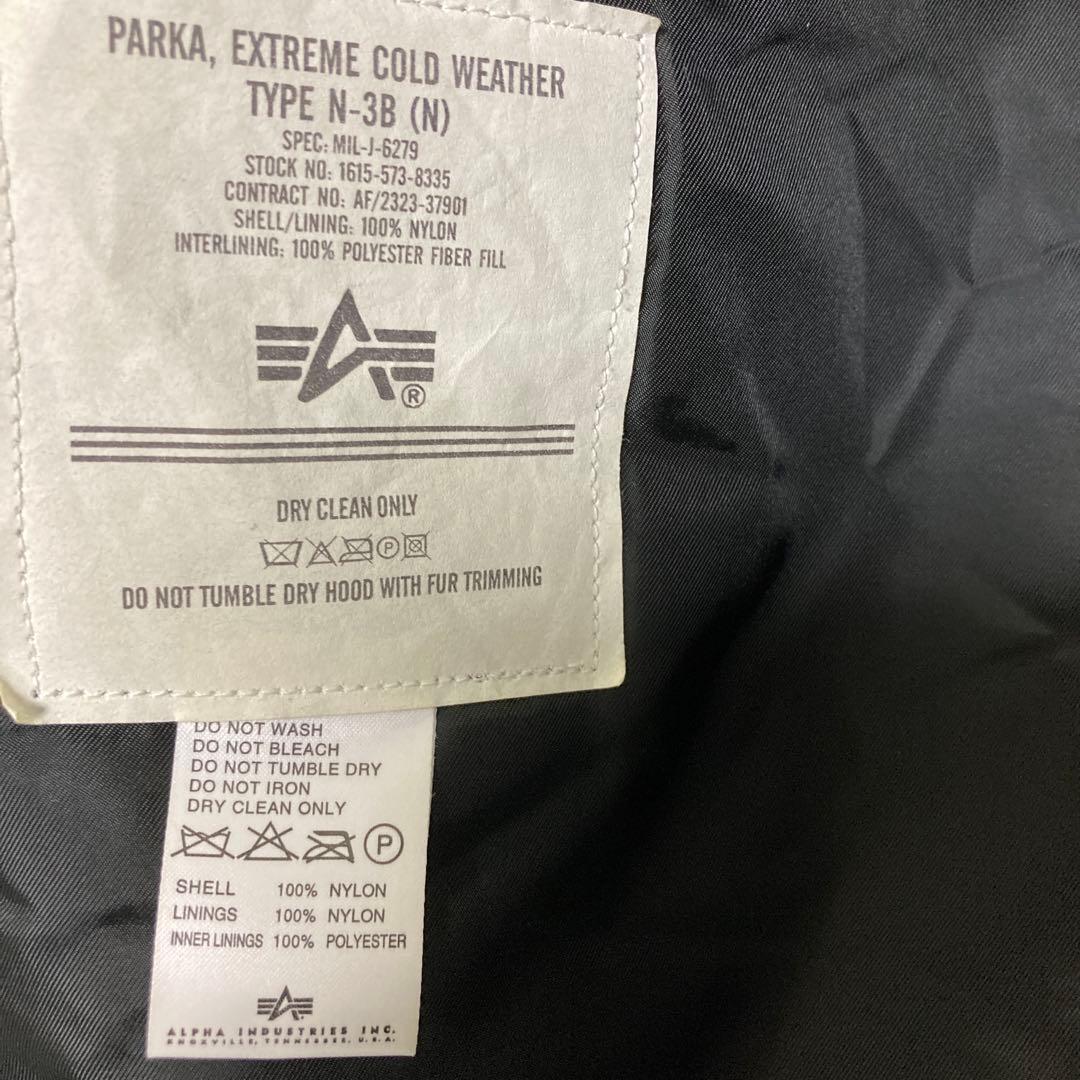 PARKA, EXTREME COLD WEATHER
TYPE N-3B (N)
SPEC: MIL-J-6279
STOCK NO: 1615-573-8335
CONTRACT NO: AF/2323-37901
SHELL/LINING: 100% NYLON
INTERLINING: 100% POLYESTER FIBER FILL
®
DRY CLEAN ONLY
P
DO NOT TUMBLE DRY HOOD WITH FUR TRIMMING
DO NOT WASH
DO NOT BLEACH
DO NOT TUMBLE DRY
DO NOT IRON
DRY CLEAN ONLY
P
SHELL 100% NYLON
LININGS 100% NYLON
INNER LININGS 100% POLYESTER
ALPHA INDUSTRIES INC.
KNOXVILLE, TENNESSEE, U.S.A.